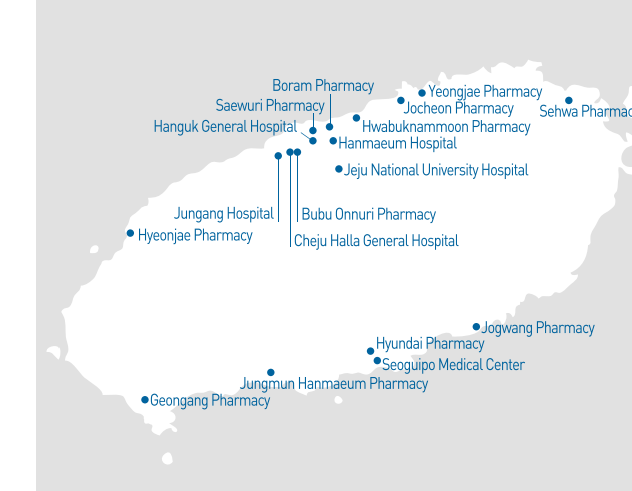 Boram Pharmacy
Yeongjae Pharmacy
Saewuri Pharmacy
Jocheon Pharmacy
Sehwa Pharmac
Hanguk General Hospital
Hwabuknammoon Pharmacy
Hanmaeum Hospital
Jeju National University Hospital
Jungang Hospital
Bubu Onnuri Pharmacy
Hyeonjae Pharmacy
Cheju Halla General Hospital
Jogwang Pharmacy
Hyundai Pharmacy
Seoguipo Medical Center
Jungmun Hanmaeum Pharmacy
Geongang Pharmacy